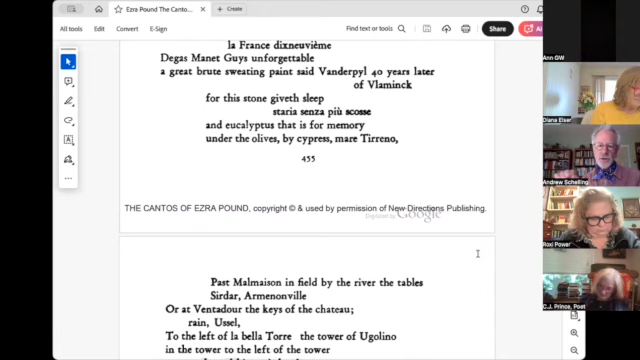 Ezra Pound The Cantos of...
+ Create
All tools
Edit
Convert
E-Sign
Find text or tools
Share
AI
la France dixneuvième
Degas Manet Guys unforgettable
a great brute sweating paint said Vanderpyl 40 years later
of Vlaminck
for this stone giveth sleep
staria senza più scosse
and eucalyptus that is for memory
under the olives, by cypress, mare Tirreno,
455
THE CANTOS OF EZRA POUND, copyright © & used by permission of New Directions Publishing.
Digitized by Google
Past Malmaison in field by the river the tables
Sirdar, Armenonville
Or at Ventadour the keys of the chateau;
rain, Ussel,
To the left of la bella Torre the tower of Ugolino
in the tower to the left of the tower
Ann GW
Diana Elser
Andrew Schelling
Roxi Power
C.J. Prince, Post